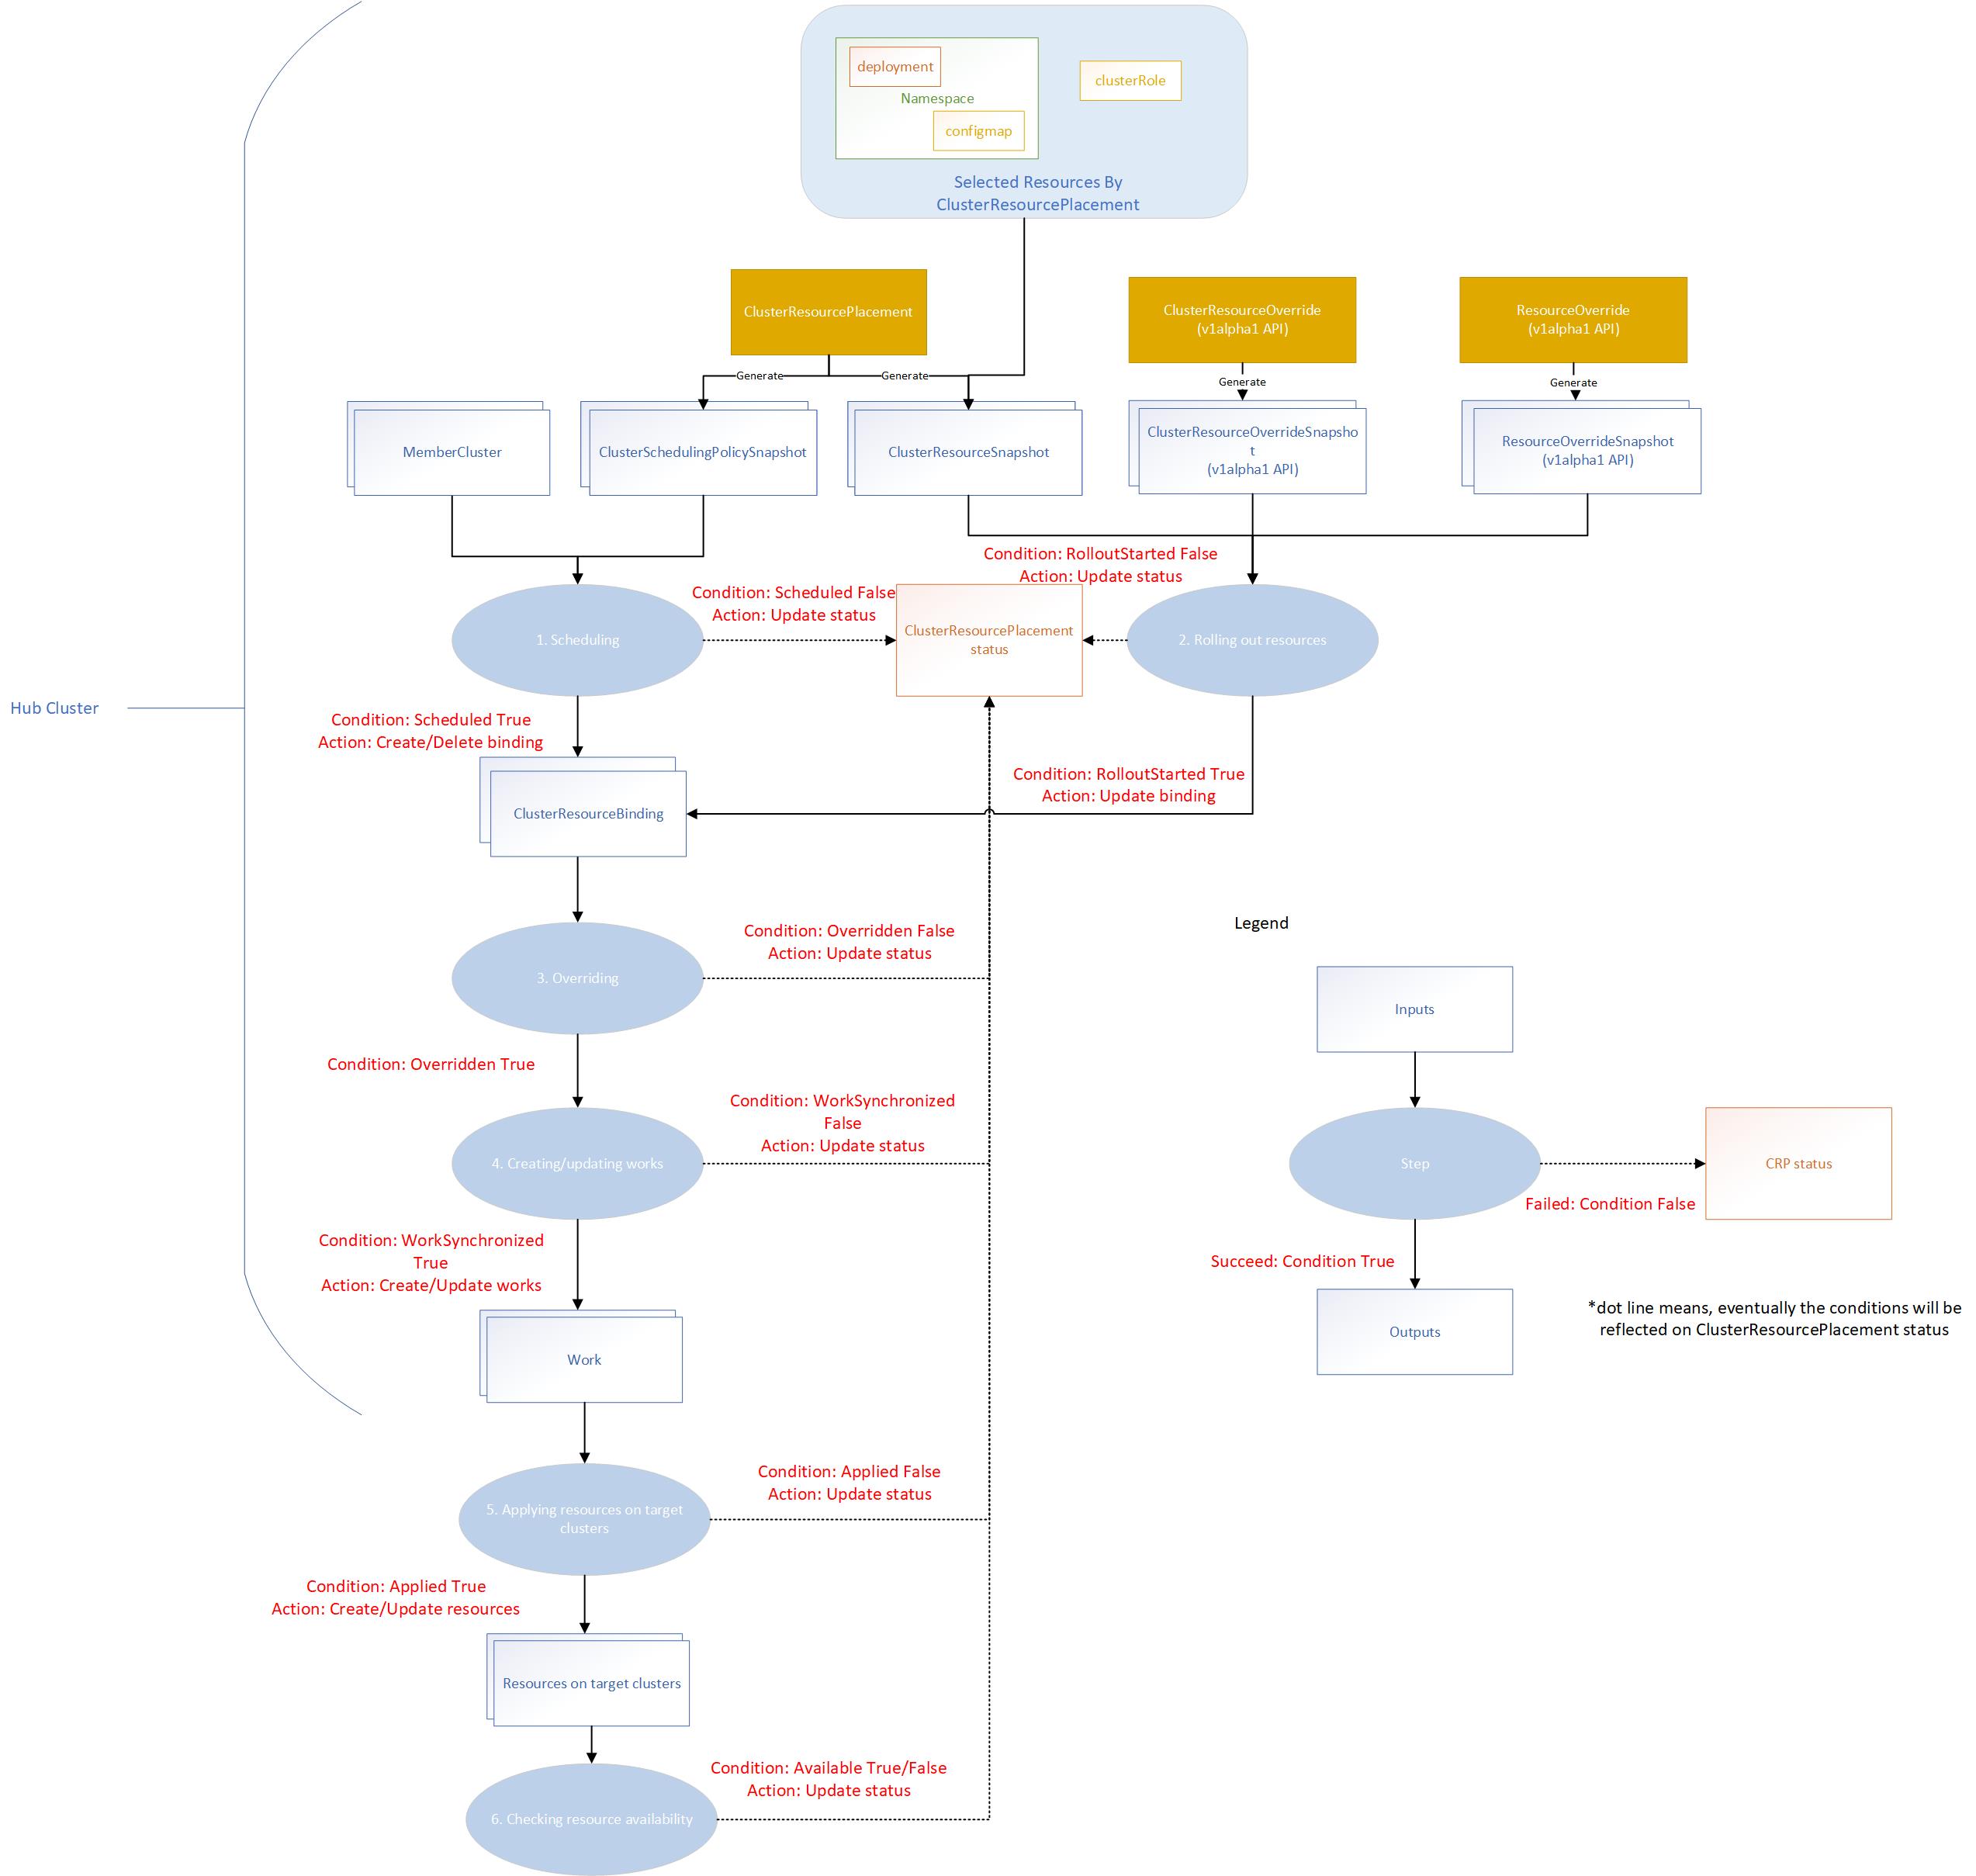 deployment
Namespace
configmap
clusterRole
Selected Resources By
ClusterResourcePlacement
ClusterResourcePlacement
ClusterResourceOverride
(v1alpha1 API)
ResourceOverride
(v1alpha1 API)
Generate
Generate
Generate
Generate
MemberCluster
ClusterSchedulingPolicySnapshot
ClusterResourceSnapshot
ClusterResourceOverrideSnapsho
t
(v1alpha1 API)
ResourceOverrideSnapshot
(v1alpha1 API)
Condition: RolloutStarted False
Action: Update status
Condition: Scheduled False
Action: Update status
1. Scheduling
ClusterResourcePlacement
status
2. Rolling out resources
Hub Cluster
Condition: Scheduled True
Action: Create/Delete binding
Condition: RolloutStarted True
Action: Update binding
ClusterResourceBinding
Condition: Overridden False
Action: Update status
3. Overriding
Condition: Overridden True
Condition: WorkSynchronized
False
Action: Update status
4. Creating/updating works
Condition: WorkSynchronized
True
Action: Create/Update works
Work
Condition: Applied False
Action: Update status
5. Applying resources on target
clusters
Condition: Applied True
Action: Create/Update resources
Resources on target clusters
Condition: Available True/False
Action: Update status
6. Checking resource availability
Legend
Inputs
Step
CRP status
Failed: Condition False
Succeed: Condition True
Outputs
*dot line means, eventually the conditions will be
reflected on ClusterResourcePlacement status